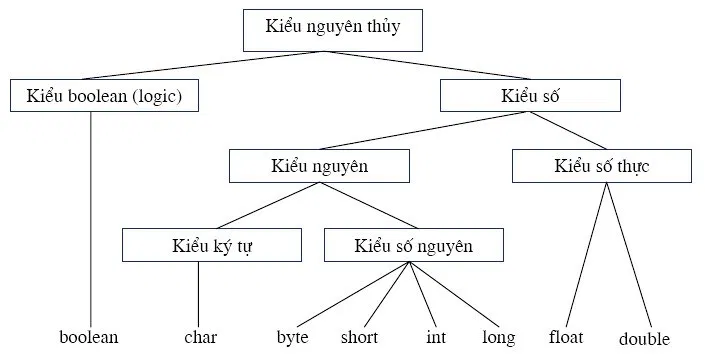 Kiểu nguyên thủy
Kiểu boolean (logic)
Kiểu số
Kiểu nguyên
Kiểu số thực
Kiểu ký tự
Kiểu số nguyên
boolean
char
byte
short
int
long
float
double